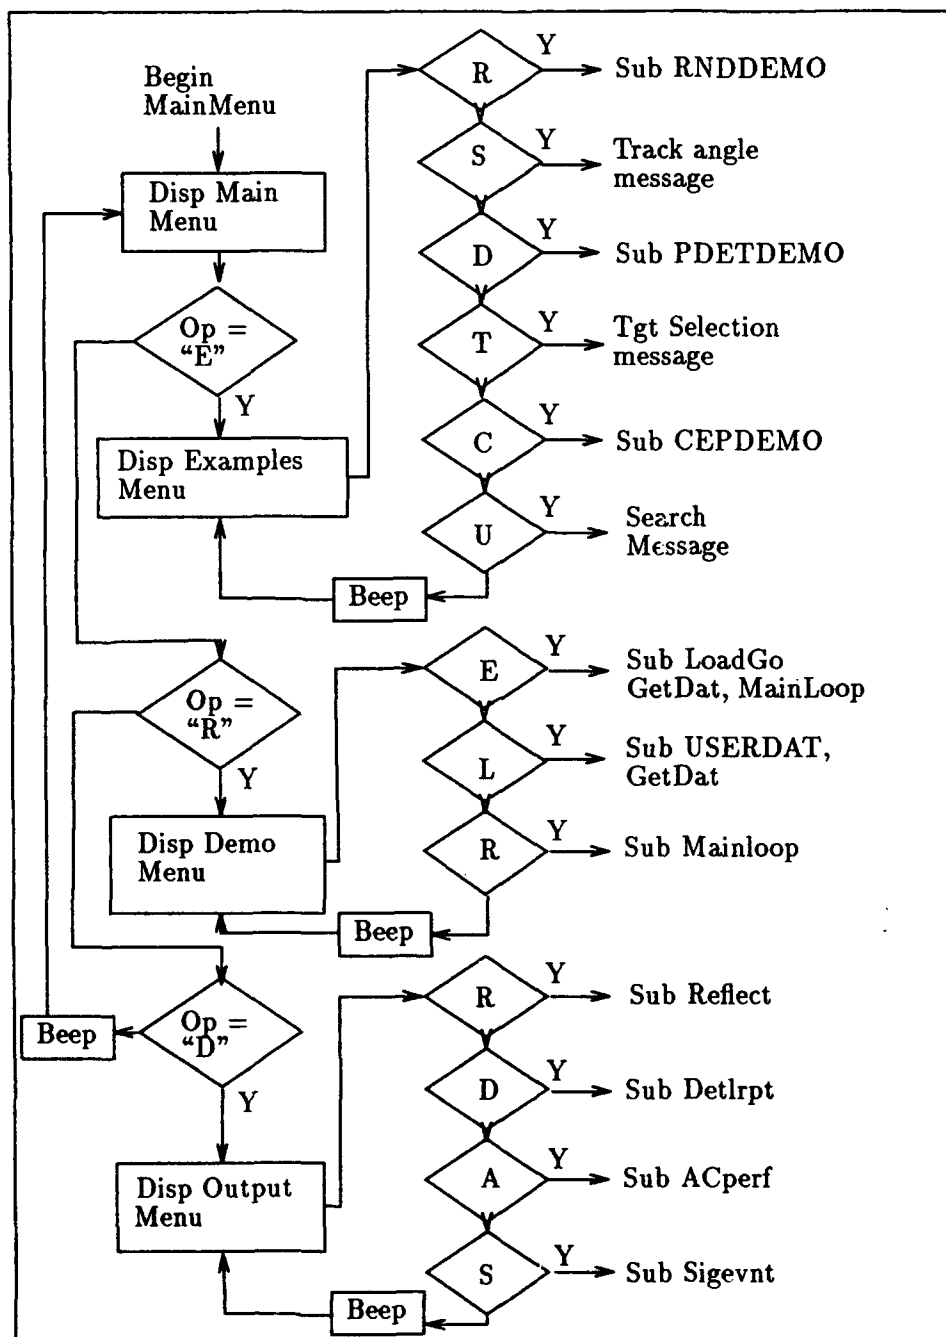 Begin
MainMenu
Disp Main
Menu
Op =
“E”
Y
Disp Examples
Menu
R
Y
Sub RNDDEMO
S
Y
Track angle
message
D
Y
Sub PDETDEMO
T
Y
Tgt Selection
message
C
Y
Sub CEPDEMO
U
Y
Search
Message
Beep
Op =
“R”
Y
Disp Demo
Menu
E
Y
Sub LoadGo
GetDat, MainLoop
L
Y
Sub USERDAT,
GetDat
R
Y
Sub Mainloop
Beep
Op =
“D”
Beep
Y
Disp Output
Menu
R
Y
Sub Reflect
D
Y
Sub Detlrpt
A
Y
Sub ACperf
S
Y
Sub Sigevnt
Beep